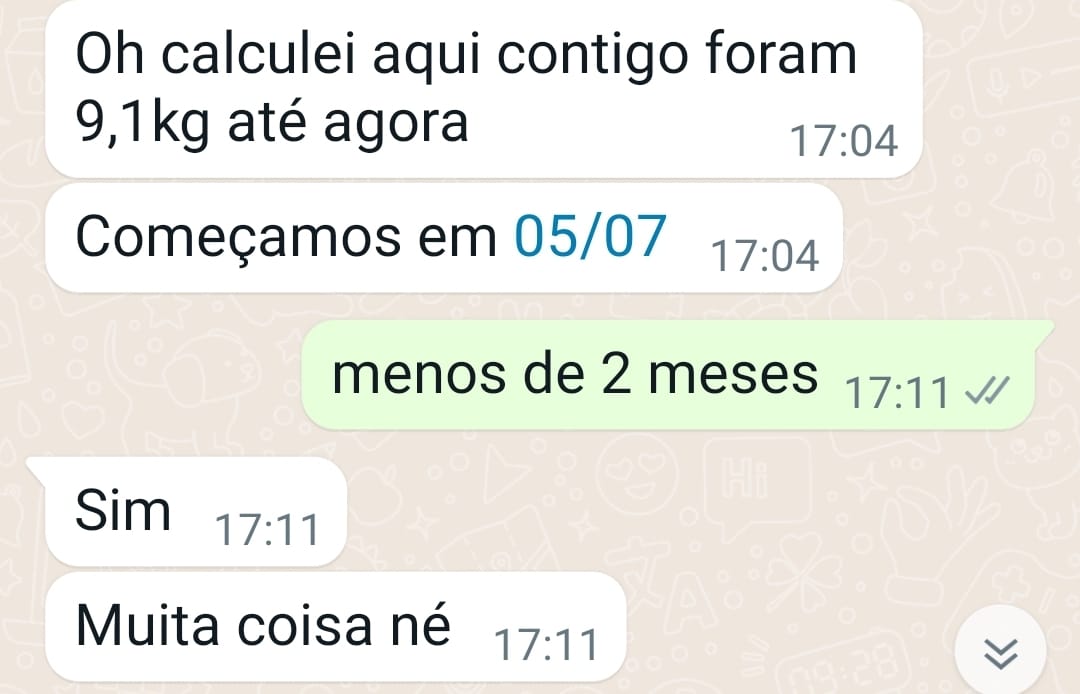 Oh calculei aqui contigo foram
9,1kg até agora
17:04
Começamos em 05/07 17:04
menos de 2 meses 17:11
Sim 17:11
Muita coisa né 17:11